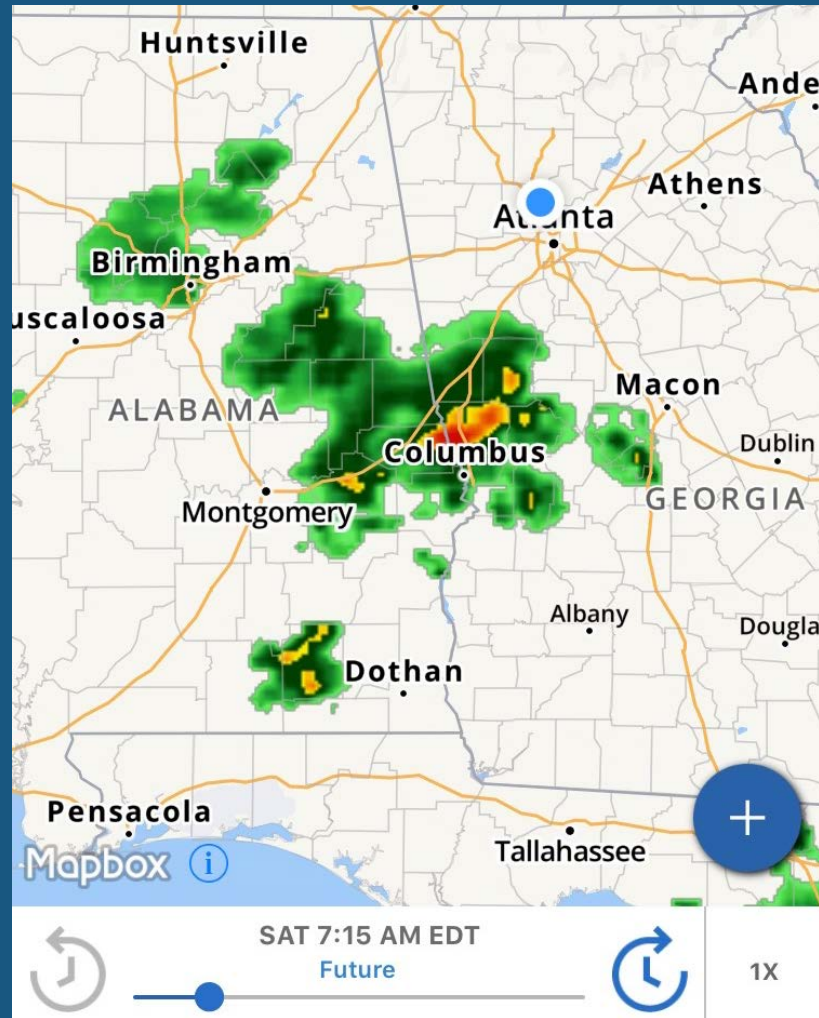 Huntsville
Ande
Athens
Atlanta
Birmingham
uscaloosa
ALABAMA
Macon
Columbus
Dublin
Montgomery
GEORGIA
Albany
Dougla
Dothan
Pensacola
+
Mapbox i
Tallahassee
SAT 7:15 AM EDT
Future
1X